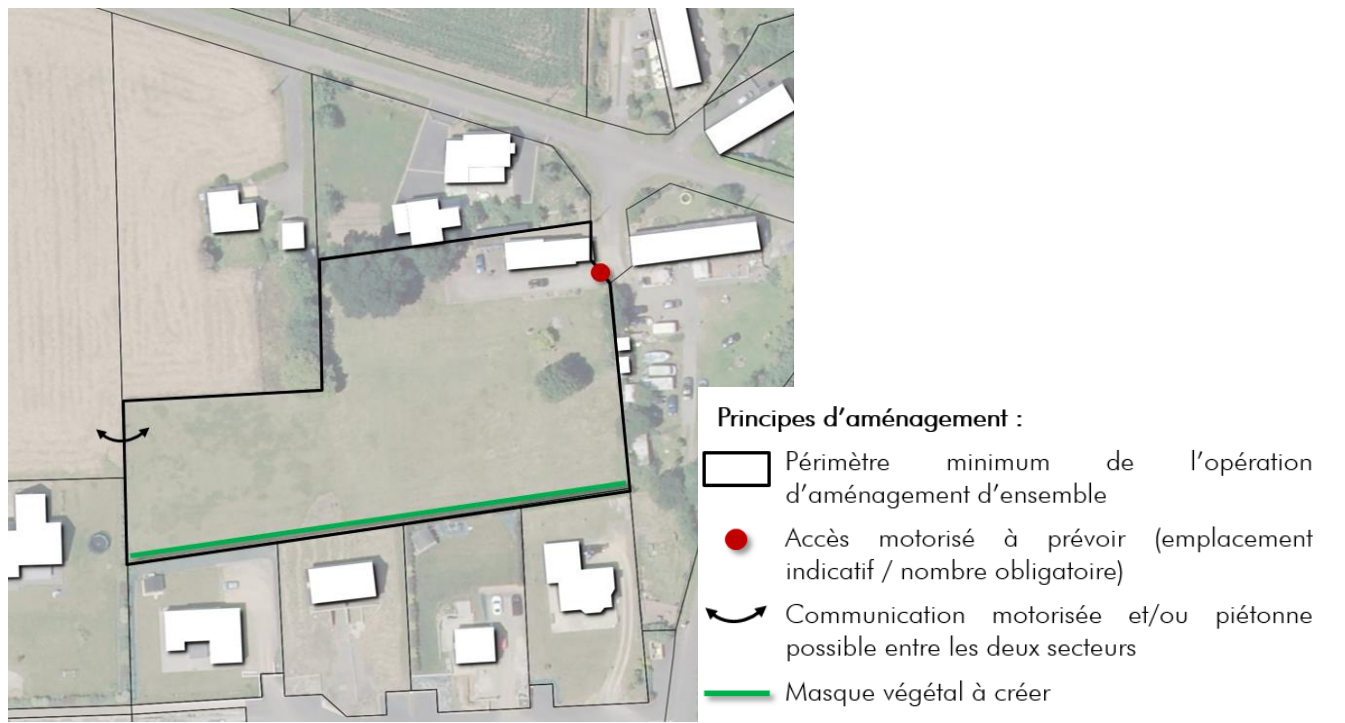 Principes d'aménagement :
Périmètre minimum de l'opération
d'aménagement d'ensemble
Accès motorisé à prévoir (emplacement
indicatif / nombre obligatoire)
Communication motorisée et/ou piétonne
possible entre les deux secteurs
Masque végétal à créer